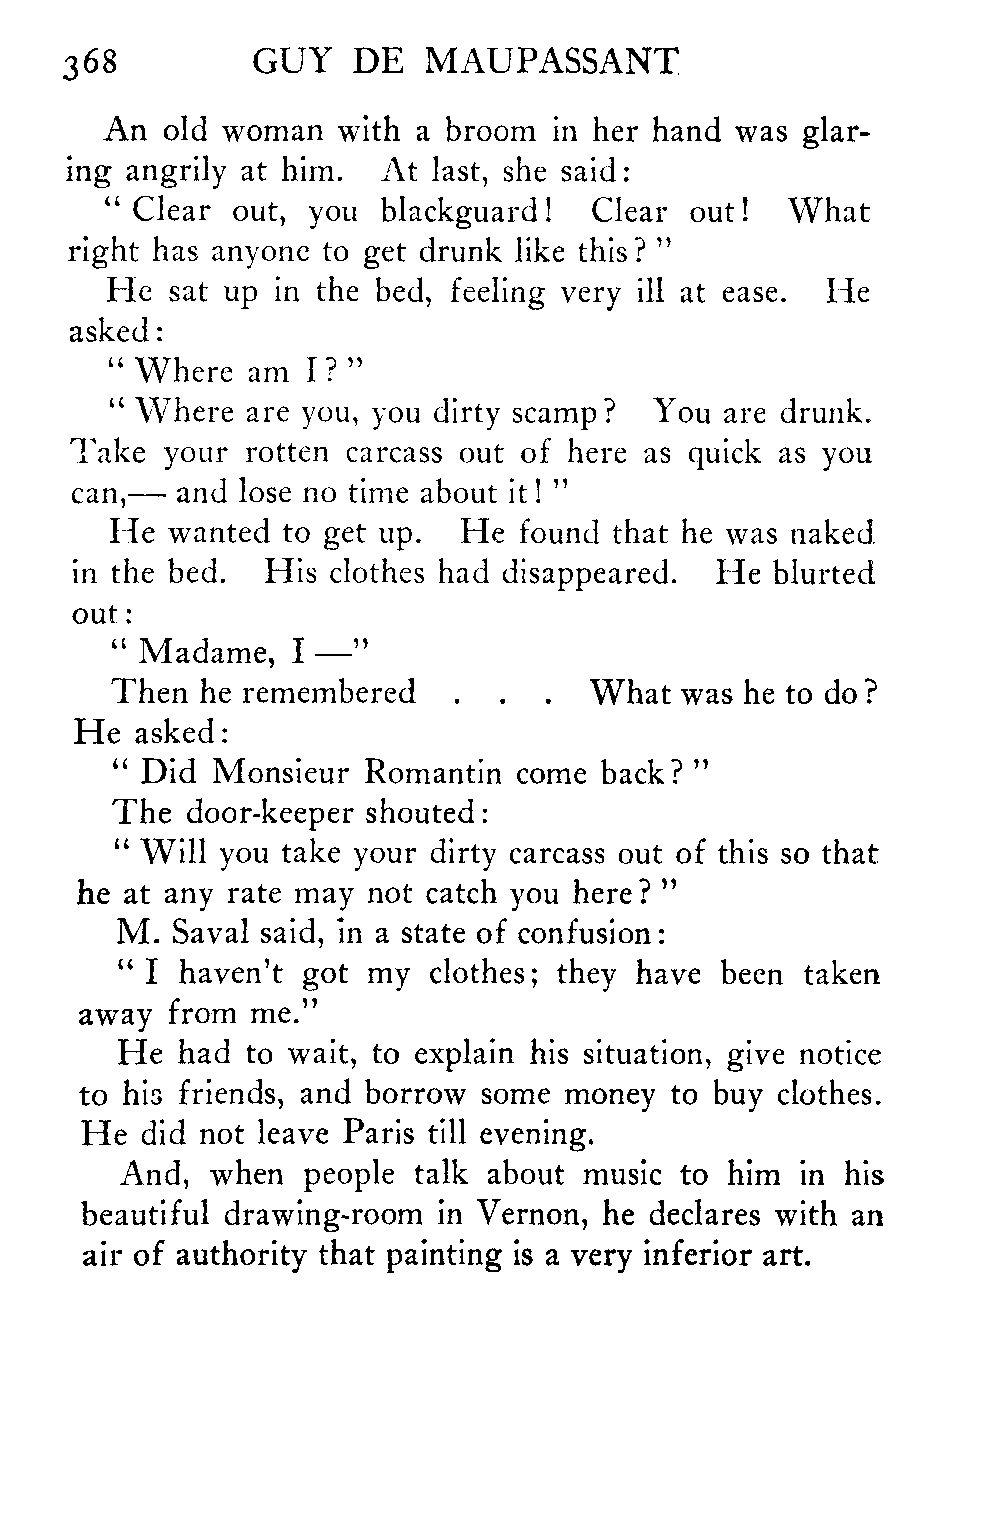 368 GUY DE MAUPASSANT
An old woman with a broom in her hand was glar-
ing angrily at him. At last, she said:
“ Clear out, you blackguard! Clear out! What
right has anyone to get drunk like this? ”
He sat up in the bed, feeling very ill at ease. He
asked:
“ Where am I? ”
“ Where are you, you dirty scamp? You are drunk.
Take your rotten carcass out of here as quick as you
can,— and lose no time about it! ”
He wanted to get up. He found that he was naked
in the bed. His clothes had disappeared. He blurted
out:
“ Madame, I —”
Then he remembered . . . What was he to do?
He asked:
“ Did Monsieur Romantin come back? ”
The door-keeper shouted:
“ Will you take your dirty carcass out of this so that
he at any rate may not catch you here? ”
M. Saval said, in a state of confusion:
“ I haven't got my clothes; they have been taken
away from me.”
He had to wait, to explain his situation, give notice
to his friends, and borrow some money to buy clothes.
He did not leave Paris till evening.
And, when people talk about music to him in his
beautiful drawing-room in Vernon, he declares with an
air of authority that painting is a very inferior art.